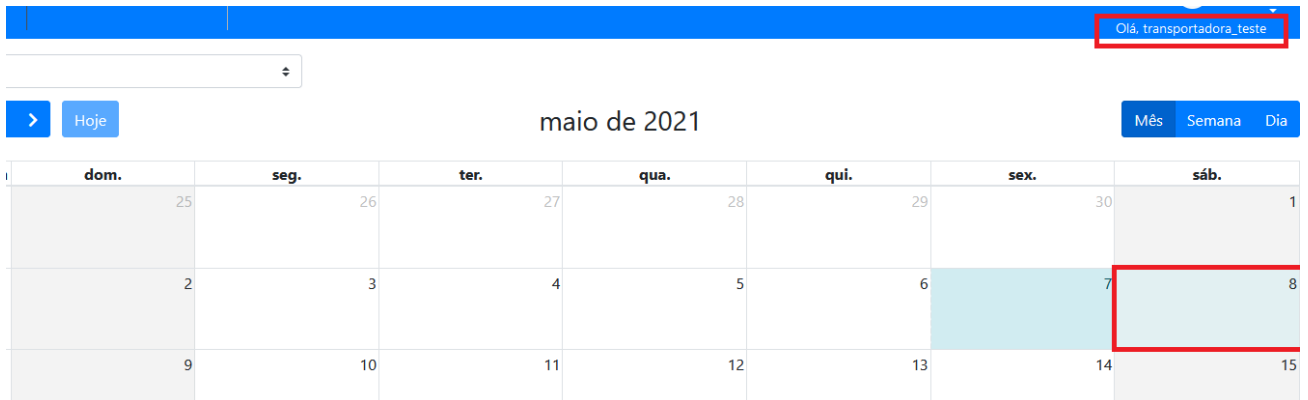 Olá, transportadora_teste
Hoje
maio de 2021
Mês Semana Dia
dom. seg. ter. qua. qui. sex. sáb.
25 26 27 28 29 30 1
2 3 4 5 6 7 8
9 10 11 12 13 14 15